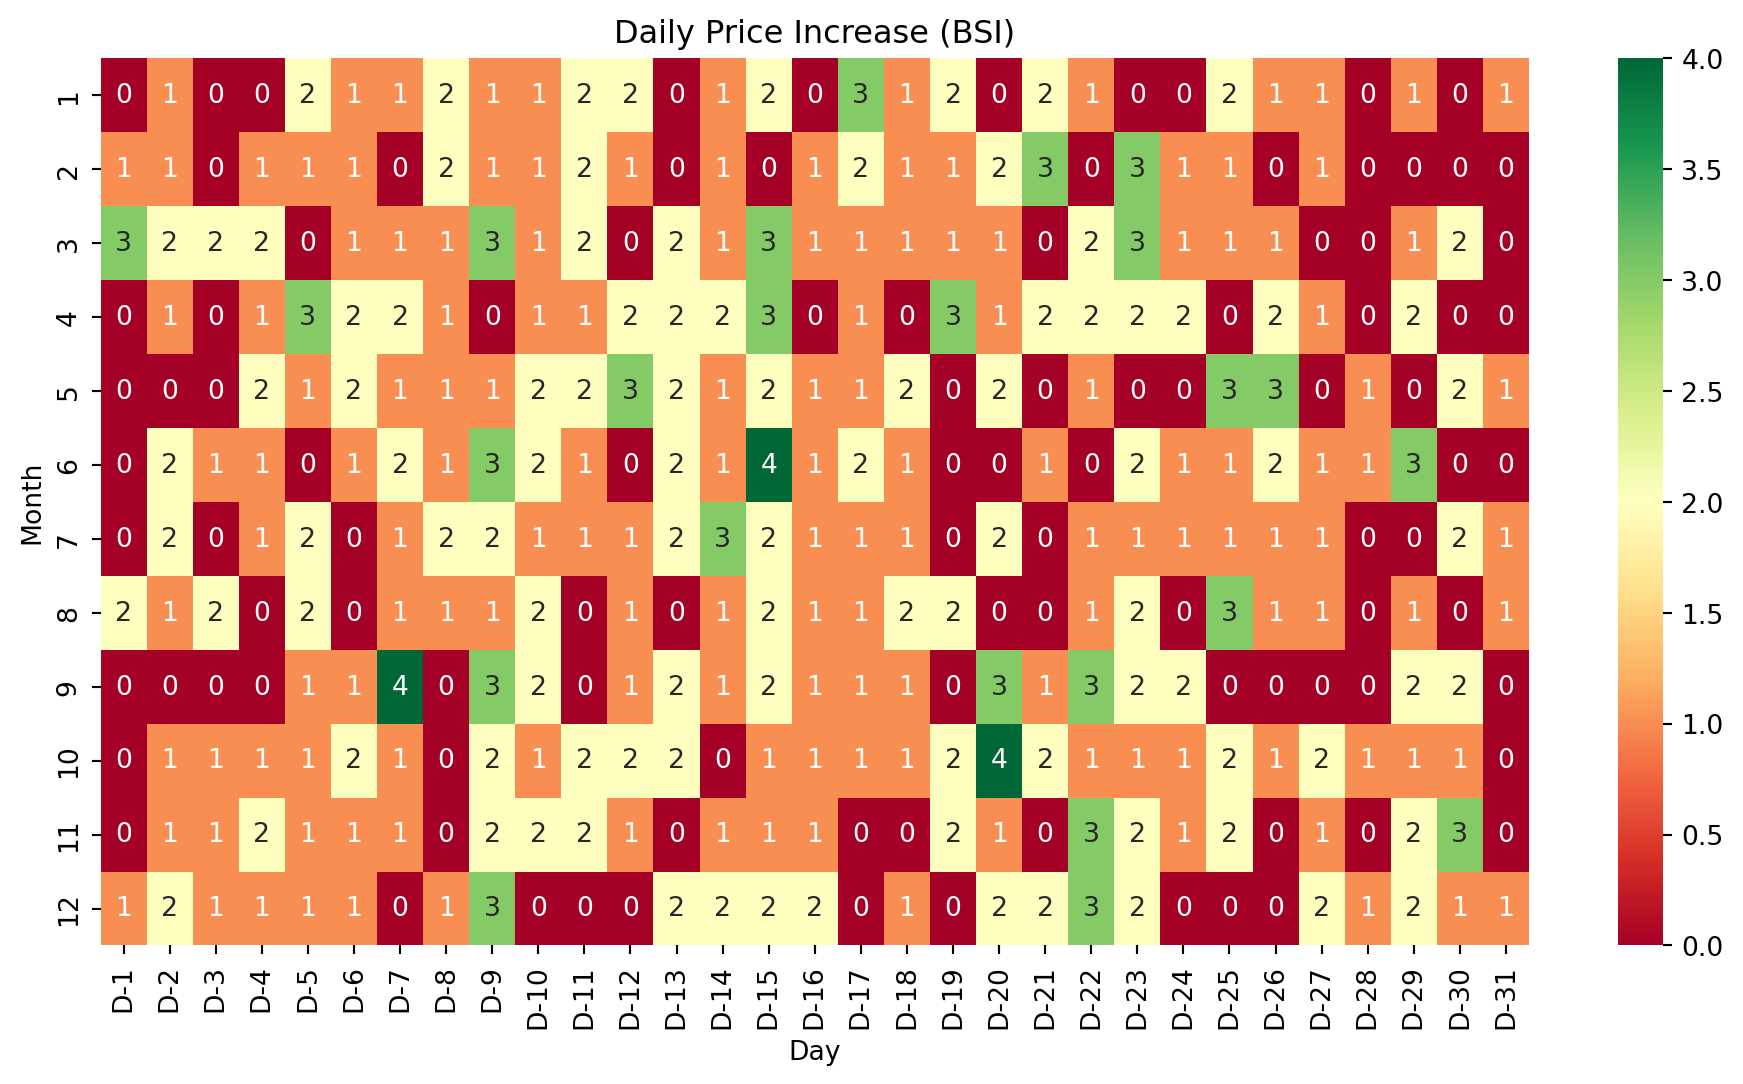 Daily Price Increase (BSI)
1 0 1 0 0 2 1 1 2 1 1 2 2 0 1 2 0 3 1 2 0 2 1 0 0 2 1 1 0 1 0 1
2 1 1 0 1 1 1 0 2 1 1 2 1 0 1 0 1 2 1 1 2 3 0 3 1 1 0 1 0 0 0 0
3 3 2 2 2 0 1 1 1 3 1 2 0 2 1 3 1 1 1 1 1 0 2 3 1 1 1 0 0 1 2 0
4 0 1 0 1 3 2 2 1 0 1 1 2 2 2 3 0 1 0 3 1 2 2 2 2 0 2 1 0 2 0 0
5 0 0 0 2 1 2 1 1 1 2 2 3 2 1 2 1 1 2 0 2 0 1 0 0 3 3 0 1 0 2 1
6 0 2 1 1 0 1 2 1 3 2 1 0 2 1 4 1 2 1 0 0 1 0 2 1 1 2 1 1 3 0 0
7 0 2 0 1 2 0 1 2 2 1 1 1 2 3 2 1 1 1 0 2 0 1 1 1 1 1 1 0 0 2 1
8 2 1 2 0 2 0 1 1 1 2 0 1 0 1 2 1 1 2 2 0 0 1 2 0 3 1 1 0 1 0 1
9 0 0 0 0 1 1 4 0 3 2 0 1 2 1 2 1 1 1 0 3 1 3 2 2 0 0 0 0 2 2 0
10 0 1 1 1 1 2 1 0 2 1 2 2 2 0 1 1 1 1 2 4 2 1 1 1 2 1 2 1 1 1 0
11 0 1 1 2 1 1 1 0 2 2 2 1 0 1 1 1 0 0 2 1 0 3 2 1 2 0 1 0 2 3 0
12 1 2 1 1 1 1 0 1 3 0 0 0 2 2 2 2 0 1 0 2 2 3 2 0 0 0 2 1 2 1 1
D-1 D-2 D-3 D-4 D-5 D-6 D-7 D-8 D-9 D-10 D-11 D-12 D-13 D-14 D-15 D-16 D-17 D-18 D-19 D-20 D-21 D-22 D-23 D-24 D-25 D-26 D-27 D-28 D-29 D-30 D-31
Day
Month
4.0
3.5
3.0
2.5
2.0
1.5
1.0
0.5
0.0